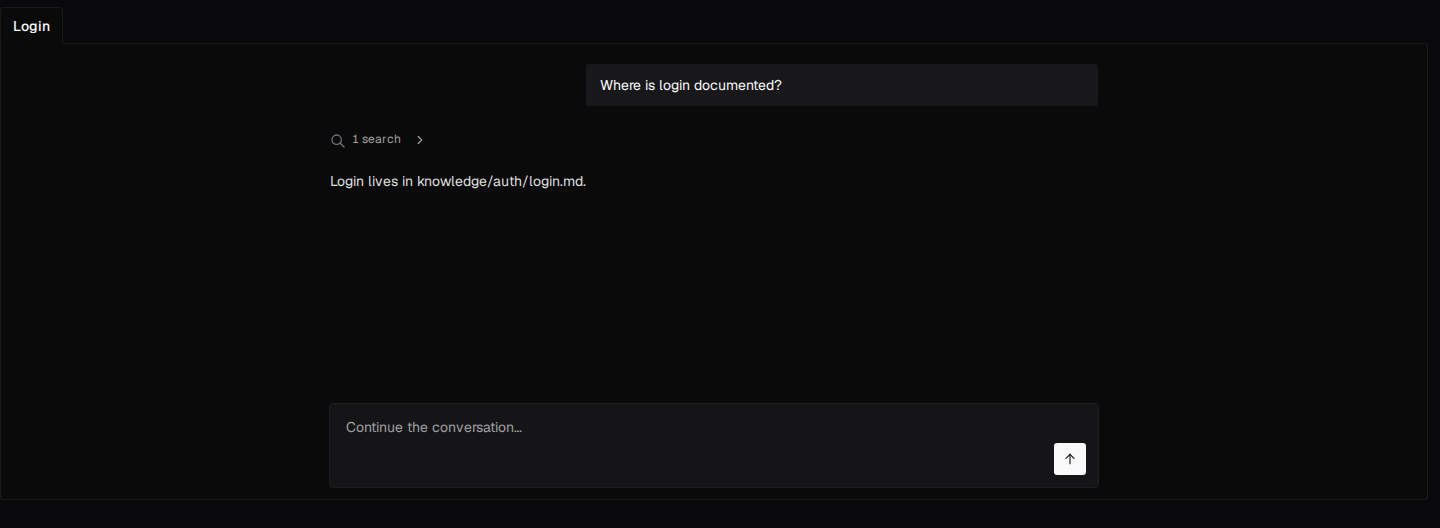 Login
Where is login documented?
1 search
Login lives in knowledge/auth/login.md.
Continue the conversation…